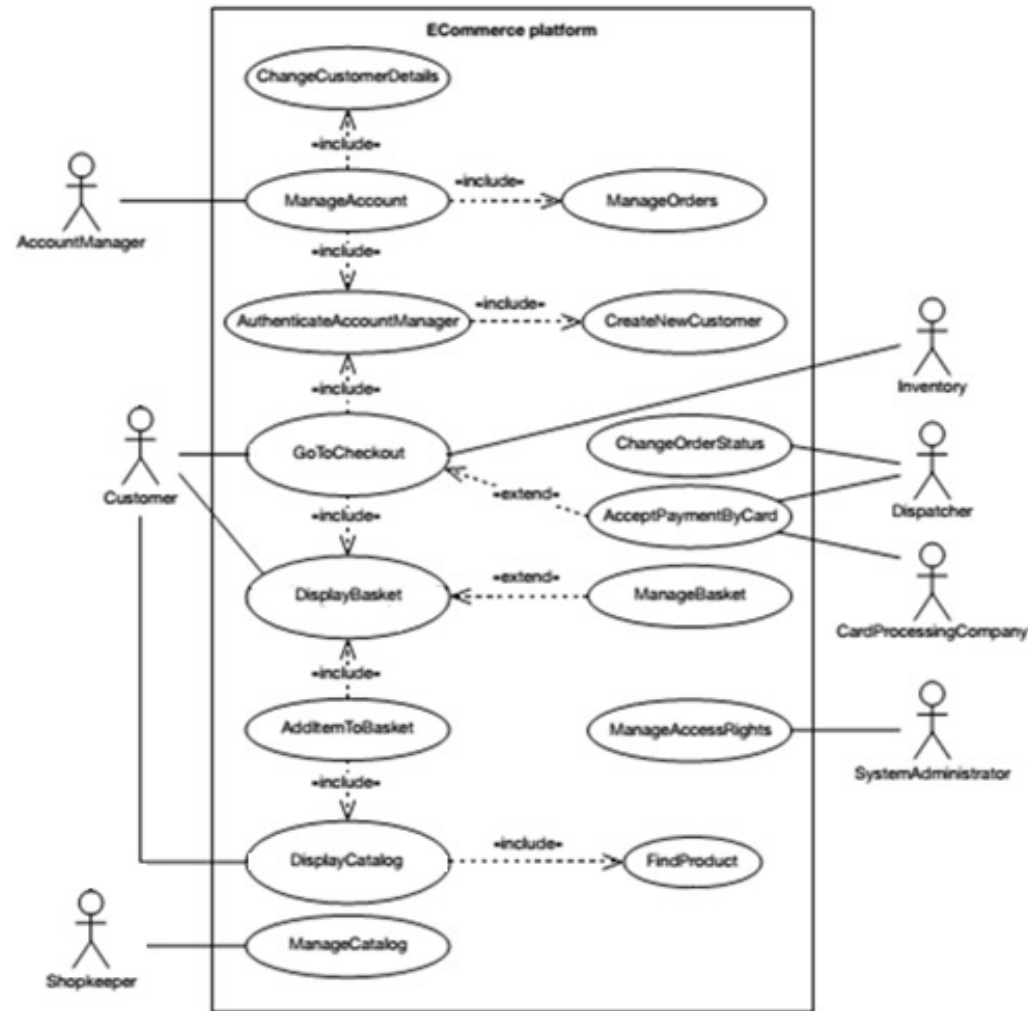 ECommerce platform
ChangeCustomerDetails
«include»
ManageAccount
«include»
ManageOrders
AccountManager
«include»
AuthenticateAccountManager
«include»
CreateNewCustomer
Inventory
«include»
Customer
GoToCheckout
ChangeOrderStatus
«extend»
AcceptPaymentByCard
Dispatcher
«include»
DisplayBasket
«extend»
ManageBasket
CardProcessingCompany
«include»
AddItemToBasket
ManageAccessRights
SystemAdministrator
«include»
DisplayCatalog
«include»
FindProduct
Shopkeeper
ManageCatalog